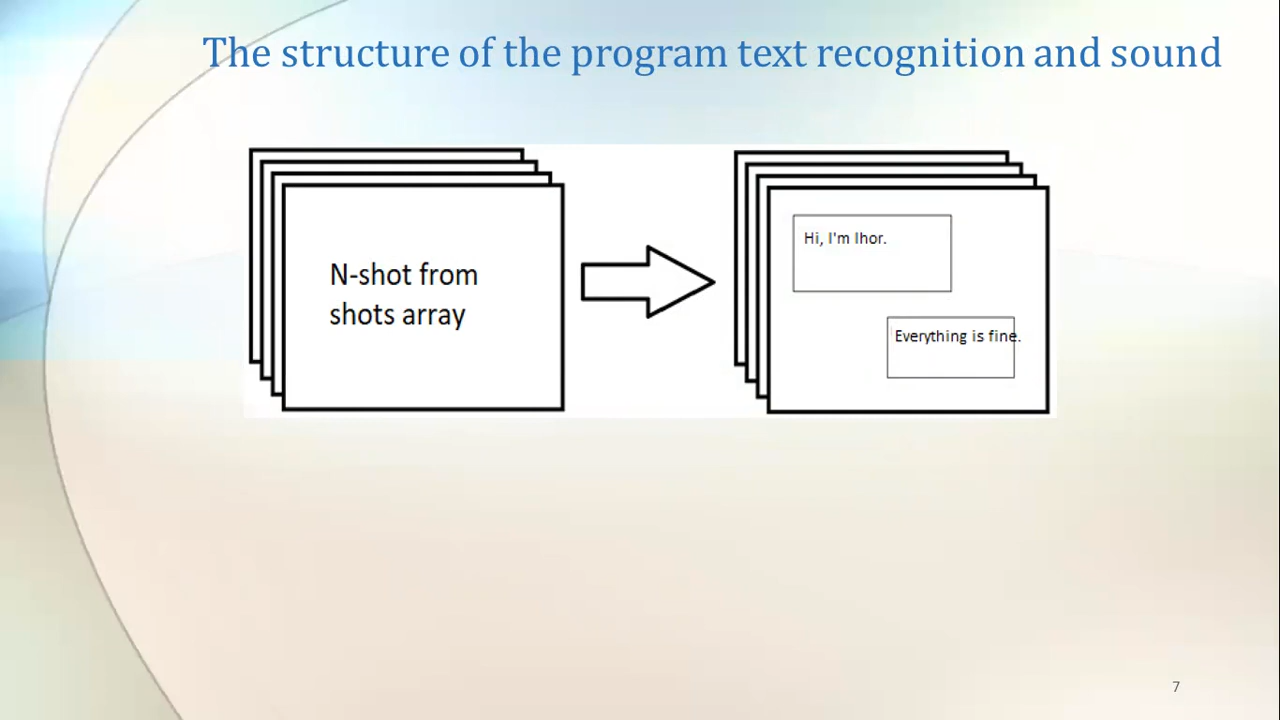 The structure of the program text recognition and sound
N-shot from
shots array
Hi, I'm Ihor.
Everything is fine.
7